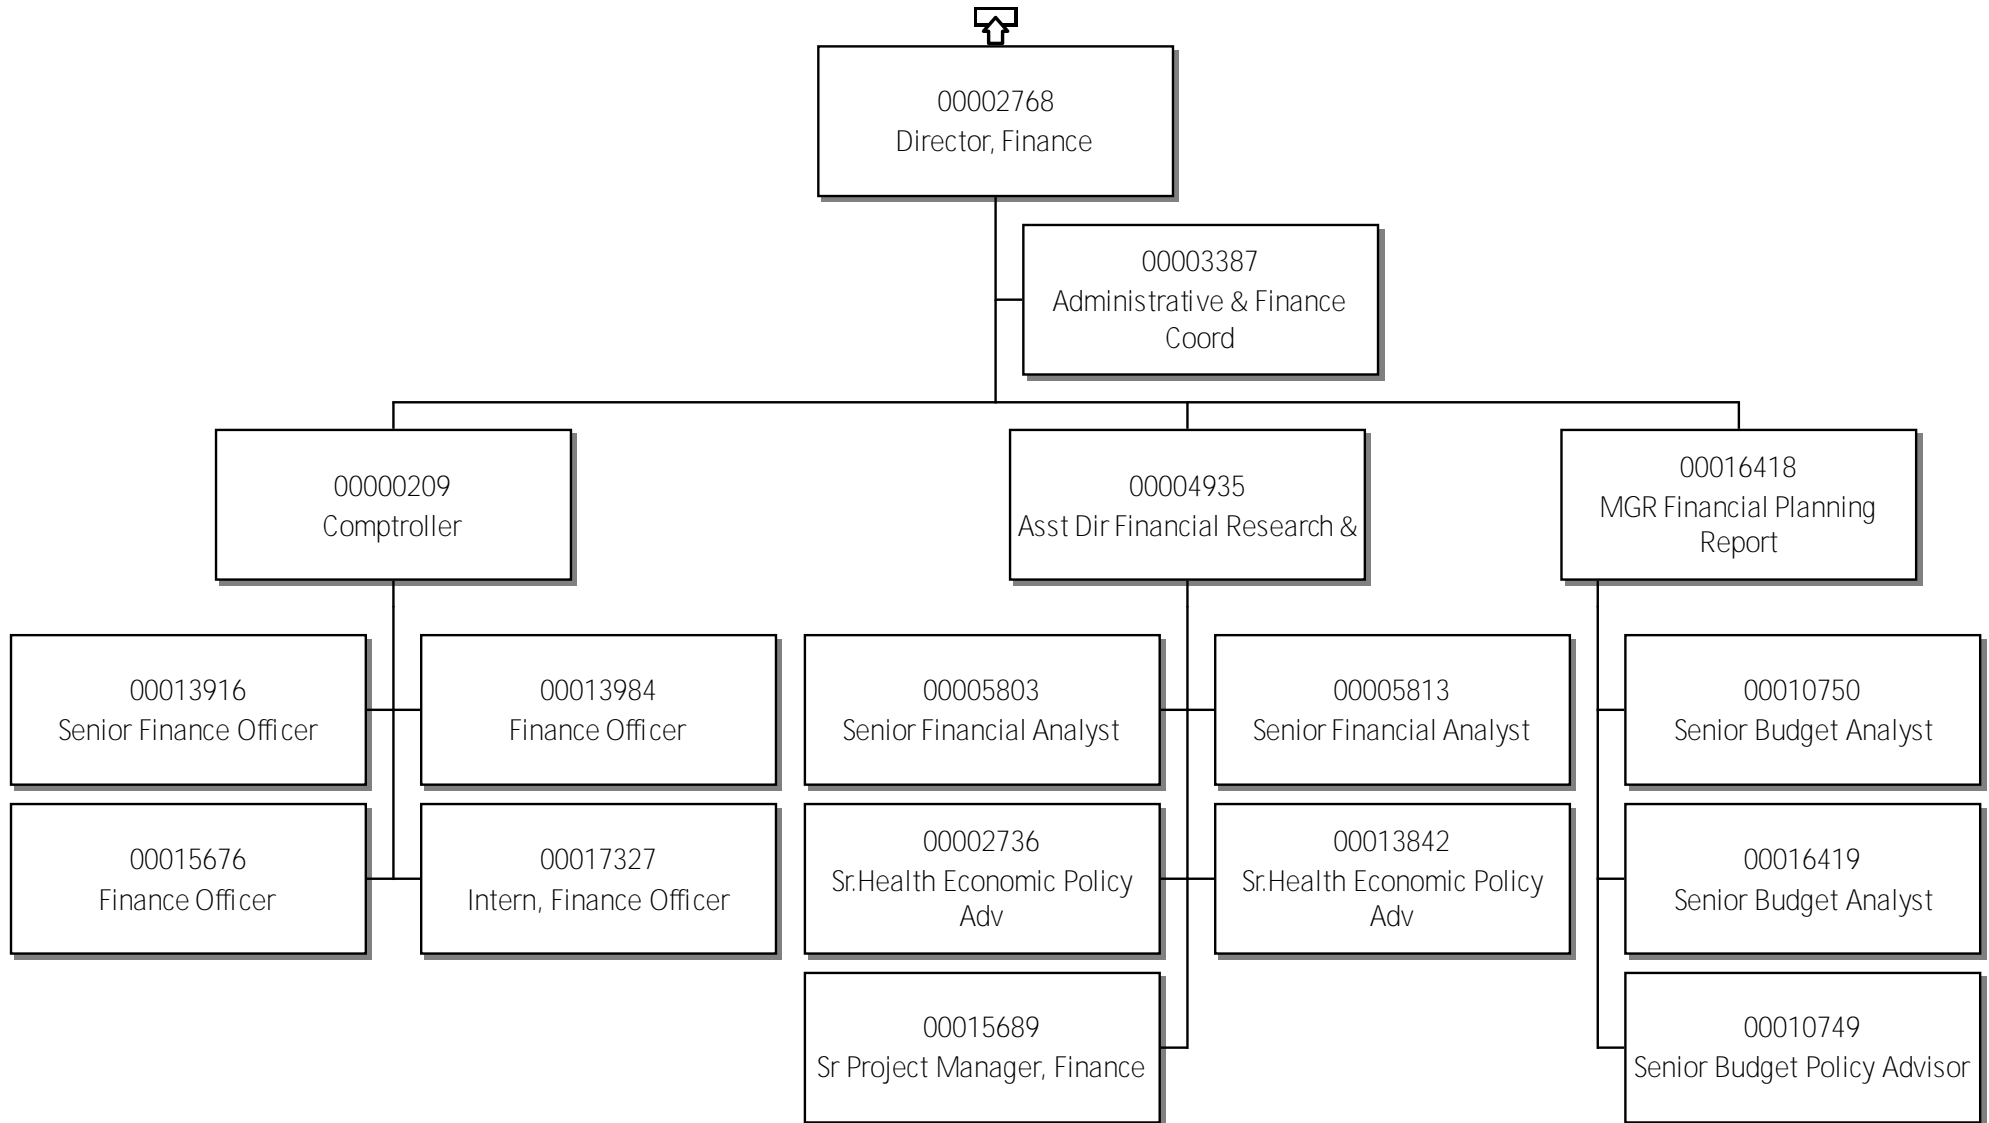 00002768
Director, Finance
00003387
Administrative & Finance
Coord
00000209
Comptroller
00004935
Asst Dir Financial Research &
00016418
MGR Financial Planning
Report
00013916
Senior Finance Officer
00013984
Finance Officer
00005803
Senior Financial Analyst
00005813
Senior Financial Analyst
00010750
Senior Budget Analyst
00015676
Finance Officer
00017327
Intern, Finance Officer
00002736
Sr.Health Economic Policy
Adv
00013842
Sr.Health Economic Policy
Adv
00016419
Senior Budget Analyst
00015689
Sr Project Manager, Finance
00010749
Senior Budget Policy Advisor